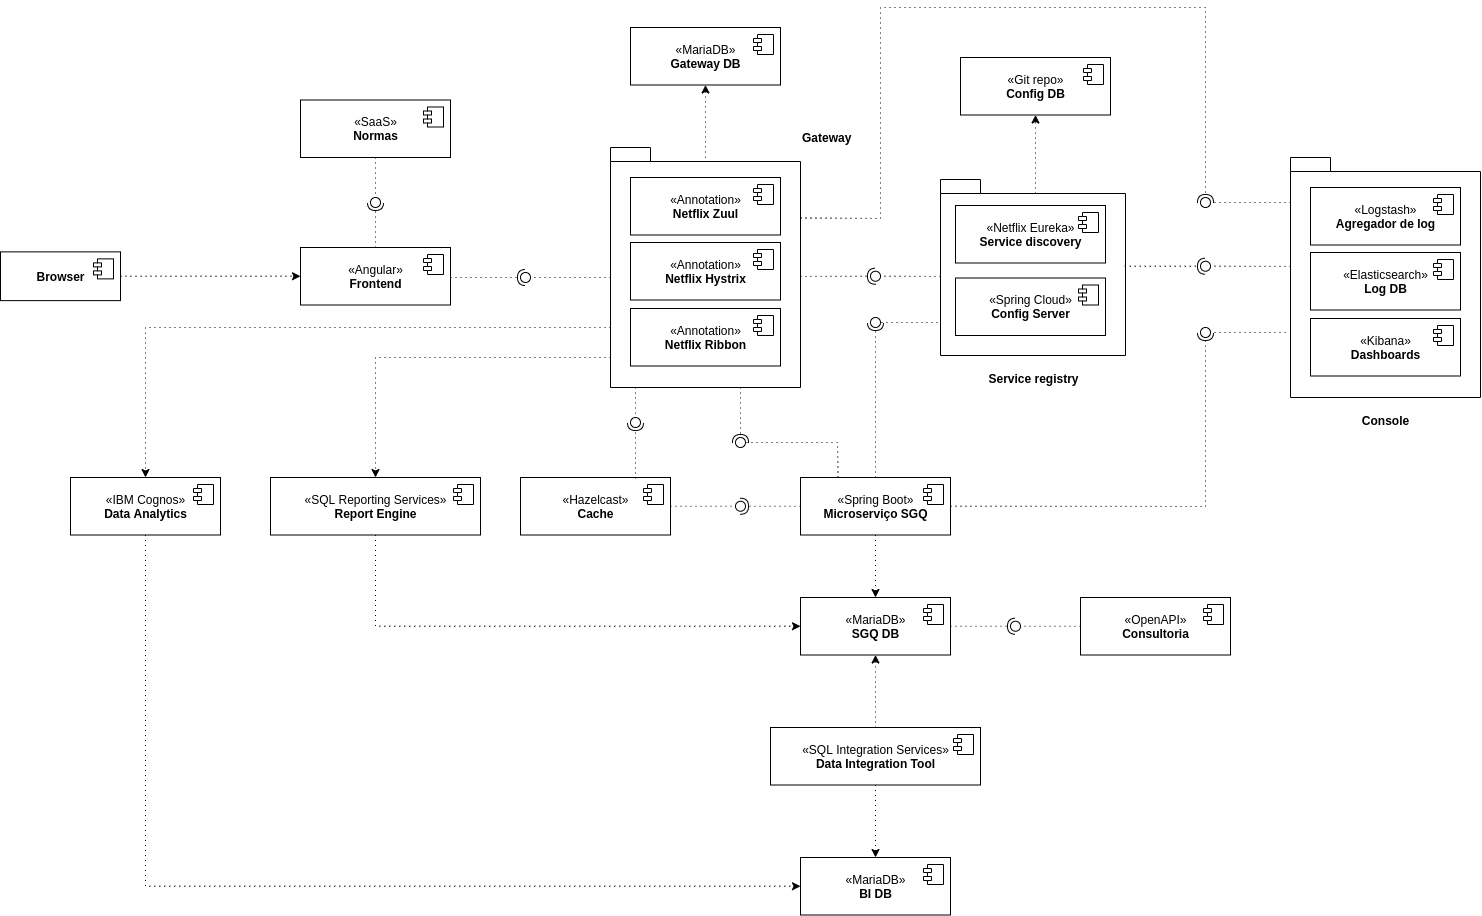 «MariaDB»
Gateway DB
«Git repo»
Config DB
«SaaS»
Normas
Gateway
«Annotation»
Netflix Zuul
«Netflix Eureka»
Service discovery
«Logstash»
Agregador de log
Browser
«Angular»
Frontend
«Annotation»
Netflix Hystrix
«Spring Cloud»
Config Server
«Elasticsearch»
Log DB
«Annotation»
Netflix Ribbon
«Kibana»
Dashboards
Service registry
Console
«IBM Cognos»
Data Analytics
«SQL Reporting Services»
Report Engine
«Hazelcast»
Cache
«Spring Boot»
Microserviço SGQ
«MariaDB»
SGQ DB
«OpenAPI»
Consultoria
«SQL Integration Services»
Data Integration Tool
«MariaDB»
BI DB